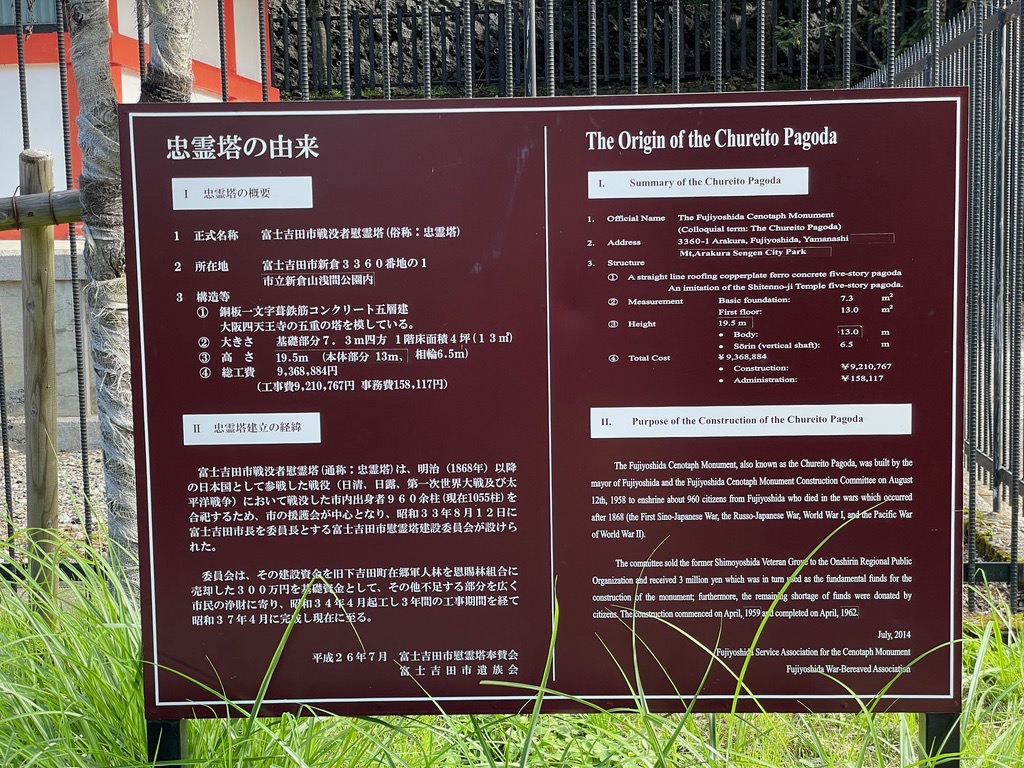 忠霊塔の由来
Ⅰ 忠霊塔の概要
1 正式名称 富士吉田市戦没者慰霊塔(俗称：忠霊塔)
2 所在地 富士吉田市新倉３３６０番地の１
市立新倉山浅間公園内
3 構造等
① 銅板一文字葺鉄筋コンクリート五層建
大阪四天王寺の五重の塔を模している。
② 大きさ 基礎部分７．３ｍ四方 １階床面積４坪(１３㎡)
③ 高 さ 19.5m （本体部分 13m、相輪6.5m）
④ 総工費 9,368,884円
（工事費9,210,767円 事務費158,117円）
Ⅱ 忠霊塔建立の経緯
富士吉田市戦没者慰霊塔(通称：忠霊塔)は、明治（1868年）以降
の日本国として参戦した戦役（日清、日露、第一次世界大戦及び太
平洋戦争）において戦没した市内出身者９６０余柱(現在1055柱)を
合祀するため、市の援護会が中心となり、昭和３３年８月１２日に
富士吉田市長を委員長とする富士吉田市慰霊塔建設委員会が設けら
れた。
委員会は、その建設資金を旧下吉田町在郷軍人林を恩賜林組合に
売却した３００万円を基礎資金として、その他不足する部分を広く
市民の浄財に寄り、昭和３４年４月起工し３年間の工事期間を経て
昭和３７年４月に完成し現在に至る。
平成２６年７月 富士吉田市慰霊塔奉賛会
富士吉田市遺族会
The Origin of the Chureito Pagoda
I. Summary of the Chureito Pagoda
1. Official Name The Fujiyoshida Cenotaph Monument
(Colloquial term: The Chureito Pagoda)
2. Address 3360-1 Arakura, Fujiyoshida, Yamanashi
Mt,Arakura Sengen City Park
3. Structure
① A straight line roofing copperplate ferro concrete five-story pagoda
An imitation of the Shitenno-ji Temple five-story pagoda.
② Measurement Basic foundation: 7.3 m²
First floor: 13.0 m²
③ Height 19.5 m
• Body: 13.0 m
• Sōrin (vertical shaft): 6.5 m
④ Total Cost ￥9,368,884
• Construction: ￥9,210,767
• Administration: ￥158,117
II. Purpose of the Construction of the Chureito Pagoda
The Fujiyoshida Cenotaph Monument, also known as the Chureito Pagoda, was built by the
mayor of Fujiyoshida and the Fujiyoshida Cenotaph Monument Construction Committee on August
12th, 1958 to enshrine about 960 citizens from Fujiyoshida who died in the wars which occurred
after 1868 (the First Sino-Japanese War, the Russo-Japanese War, World War I, and the Pacific War
of World War II).
The committee sold the former Shimoyoshida Veteran Grove to the Onshirin Regional Public
Organization and received 3 million yen which was in turn used as the fundamental funds for the
construction of the monument; furthermore, the remaining shortage of funds were donated by
citizens. The construction commenced on April, 1959 and completed on April, 1962.
July, 2014
Fujiyoshida Service Association for the Cenotaph Monument
Fujiyoshida War-Bereaved Association